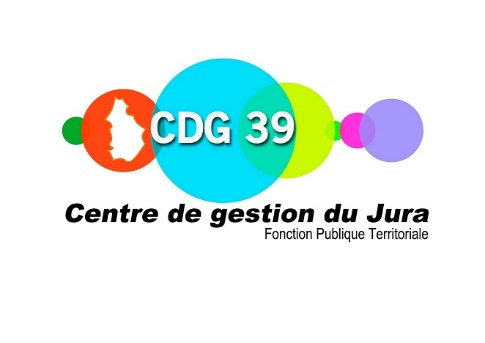 CDG 39
Centre de gestion du Jura
Fonction Publique Territoriale